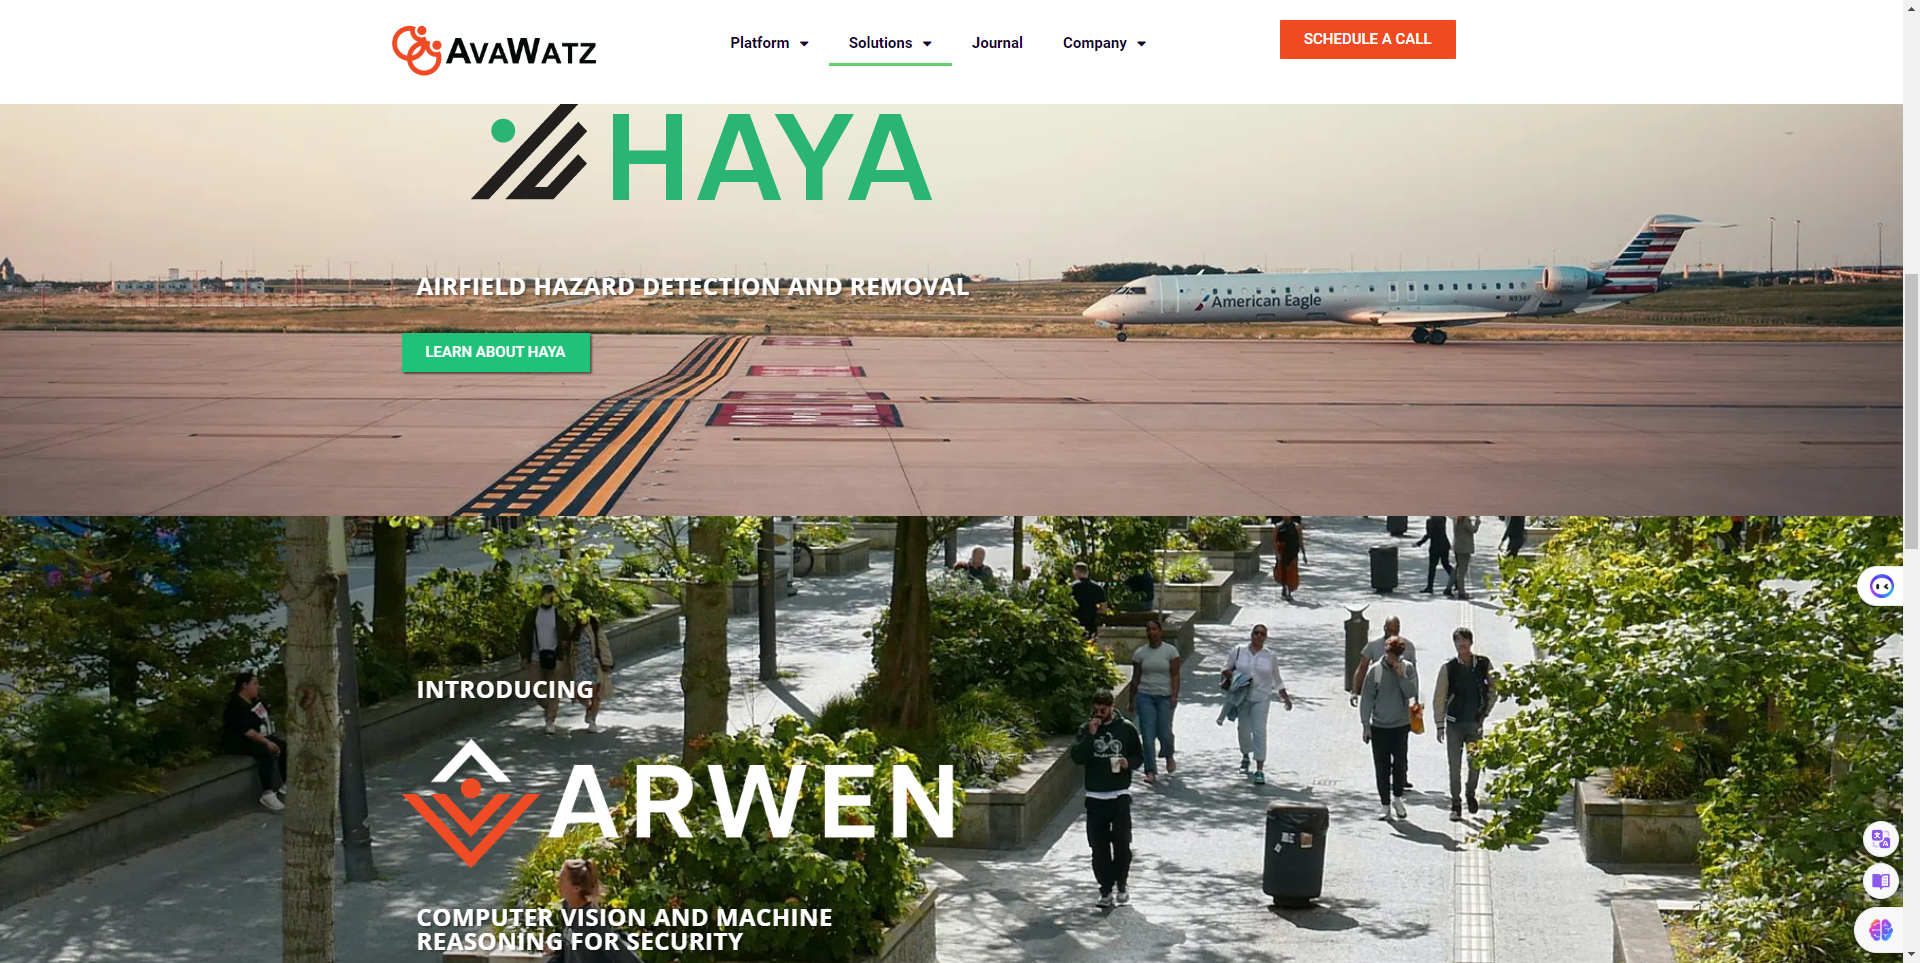 AVAWATZ
Platform
Solutions
Journal
Company
SCHEDULE A CALL
HAYA
AIRFIELD HAZARD DETECTION AND REMOVAL
American Eagle
LEARN ABOUT HAYA
INTRODUCING
ARWEN
COMPUTER VISION AND MACHINE
REASONING FOR SECURITY